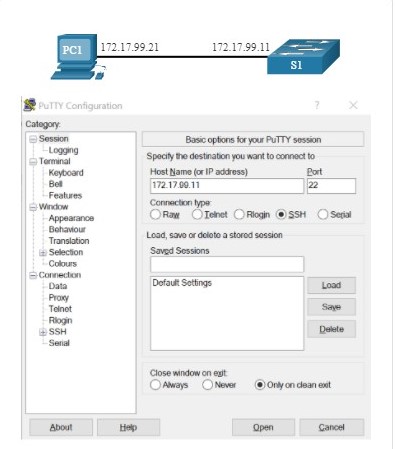 PC1 172.17.99.21 172.17.99.11
S1
PuTTY Configuration ? ×
Category:
Session
Logging
Terminal
Keyboard
Bell
Features
Window
Appearance
Behaviour
Translation
Selection
Colours
Connection
Data
Proxy
Telnet
Rlogin
SSH
Serial
Basic options for your PuTTY session
Specify the destination you want to connect to
Host Name (or IP address) Port
172.17.99.11 22
Connection type:
Raw Telnet Rlogin SSH Serial
Load, save or delete a stored session
Saved Sessions
Default Settings
Load
Save
Delete
Close window on exit:
Always Never Only on clean exit
About Help Open Cancel